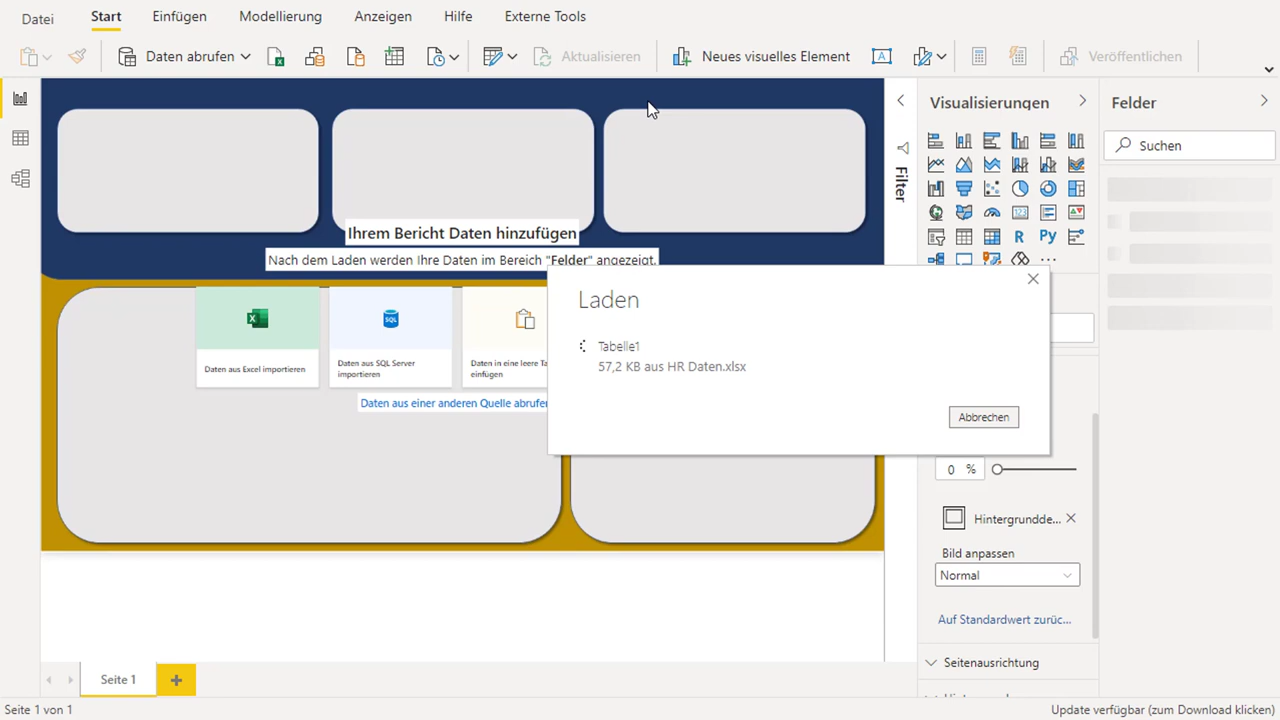 Datei
Start
Einfügen
Modellierung
Anzeigen
Hilfe
Externe Tools
Daten abrufen
Aktualisieren
Neues visuelles Element
Veröffentlichen
Filter
Visualisierungen
Felder
Suchen
R
Py
Ihrem Bericht Daten hinzufügen
Nach dem Laden werden Ihre Daten im Bereich "Felder" angezeigt.
Daten aus Excel importieren
SQL
Daten aus SQL Server
importieren
Daten in eine leere Ta
einfügen
Daten aus einer anderen Quelle abrufen
Laden
Tabelle1
57,2 KB aus HR Daten.xlsx
Abbrechen
0 %
Hintergrundde...
Bild anpassen
Normal
Auf Standardwert zurüc...
Seitenausrichtung
Seite 1
Seite 1 von 1
Update verfügbar (zum Download klicken)